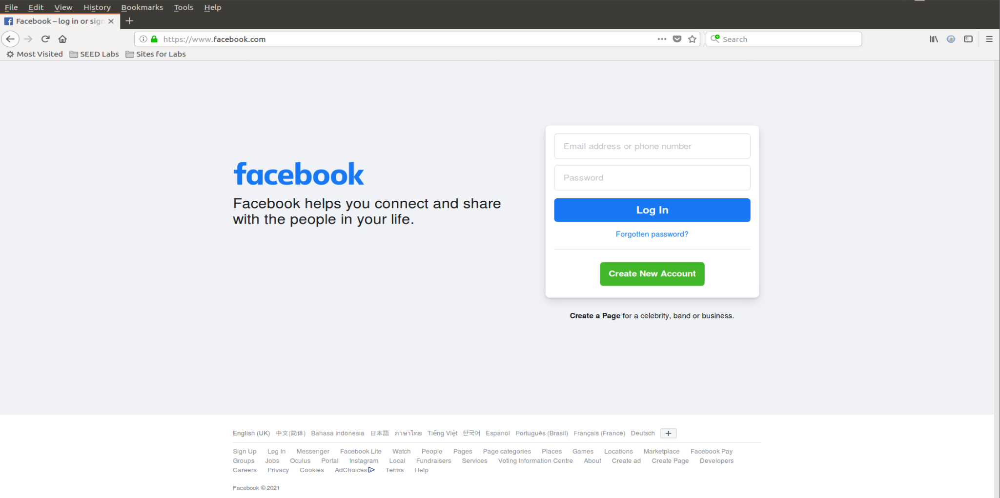 File Edit View History Bookmarks Tools Help
Facebook – log in or sign
https://www.facebook.com
Search
Most Visited SEED Labs Sites for Labs
facebook
Facebook helps you connect and share
with the people in your life.
Email address or phone number
Password
Log In
Forgotten password?
Create New Account
Create a Page for a celebrity, band or business.
English (UK) 中文(简体) Bahasa Indonesia 日本語 ภาษาไทย Tiếng Việt 한국어 Español Português (Brasil) Français (France) Deutsch +
Sign Up Log In Messenger Facebook Lite Watch People Pages Page categories Places Games Locations Marketplace Facebook Pay
Groups Jobs Oculus Portal Instagram Local Fundraisers Services Voting Information Centre About Create ad Create Page Developers
Careers Privacy Cookies AdChoices Terms Help
Facebook © 2021